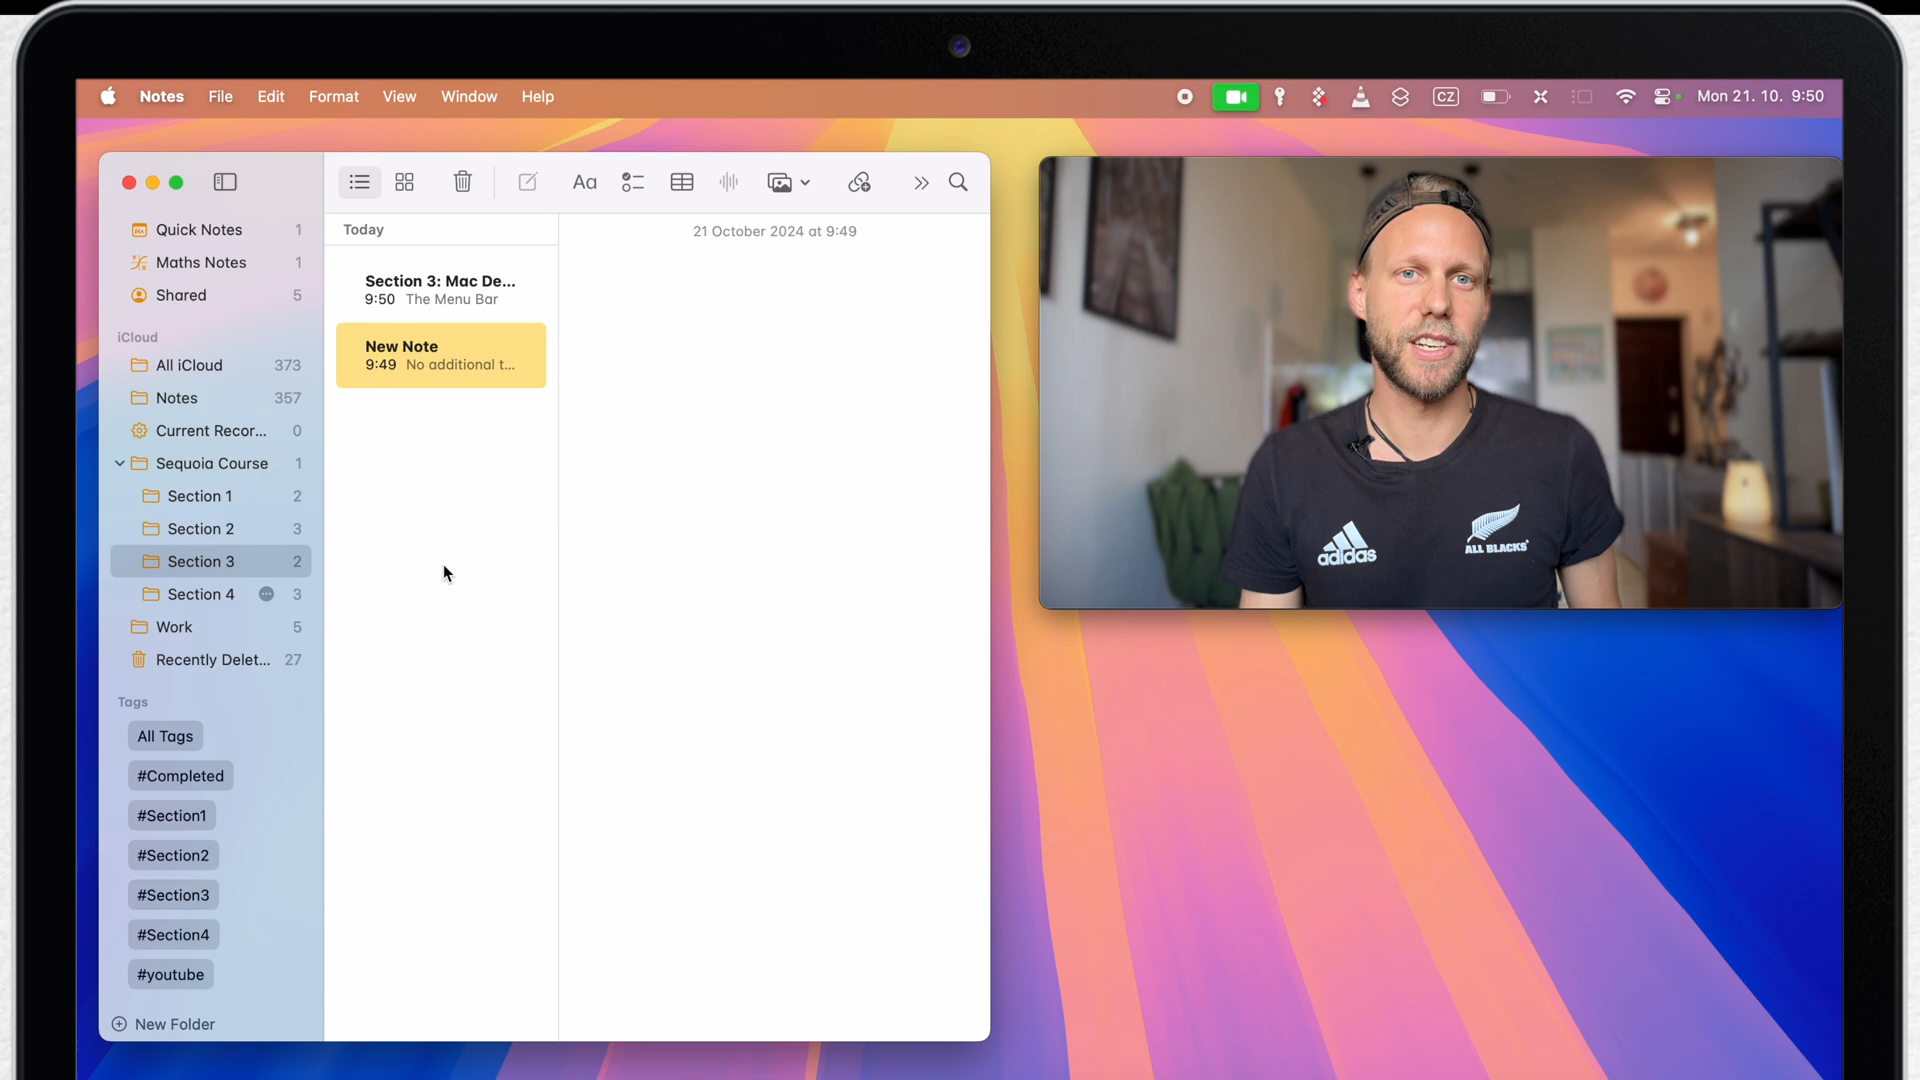 Notes File Edit Format View Window Help CZ Mon 21. 10. 9:50
Quick Notes 1
Maths Notes 1
Shared 5
iCloud
All iCloud 373
Notes 357
Current Recor... 0
Sequoia Course 1
Section 1 2
Section 2 3
Section 3 2
Section 4 3
Work 5
Recently Delet... 27
Tags
All Tags
#Completed
#Section1
#Section2
#Section3
#Section4
#youtube
New Folder
Aa
Today
Section 3: Mac De...
9:50 The Menu Bar
New Note
9:49 No additional t...
21 October 2024 at 9:49
adidas
ALL BLACKS